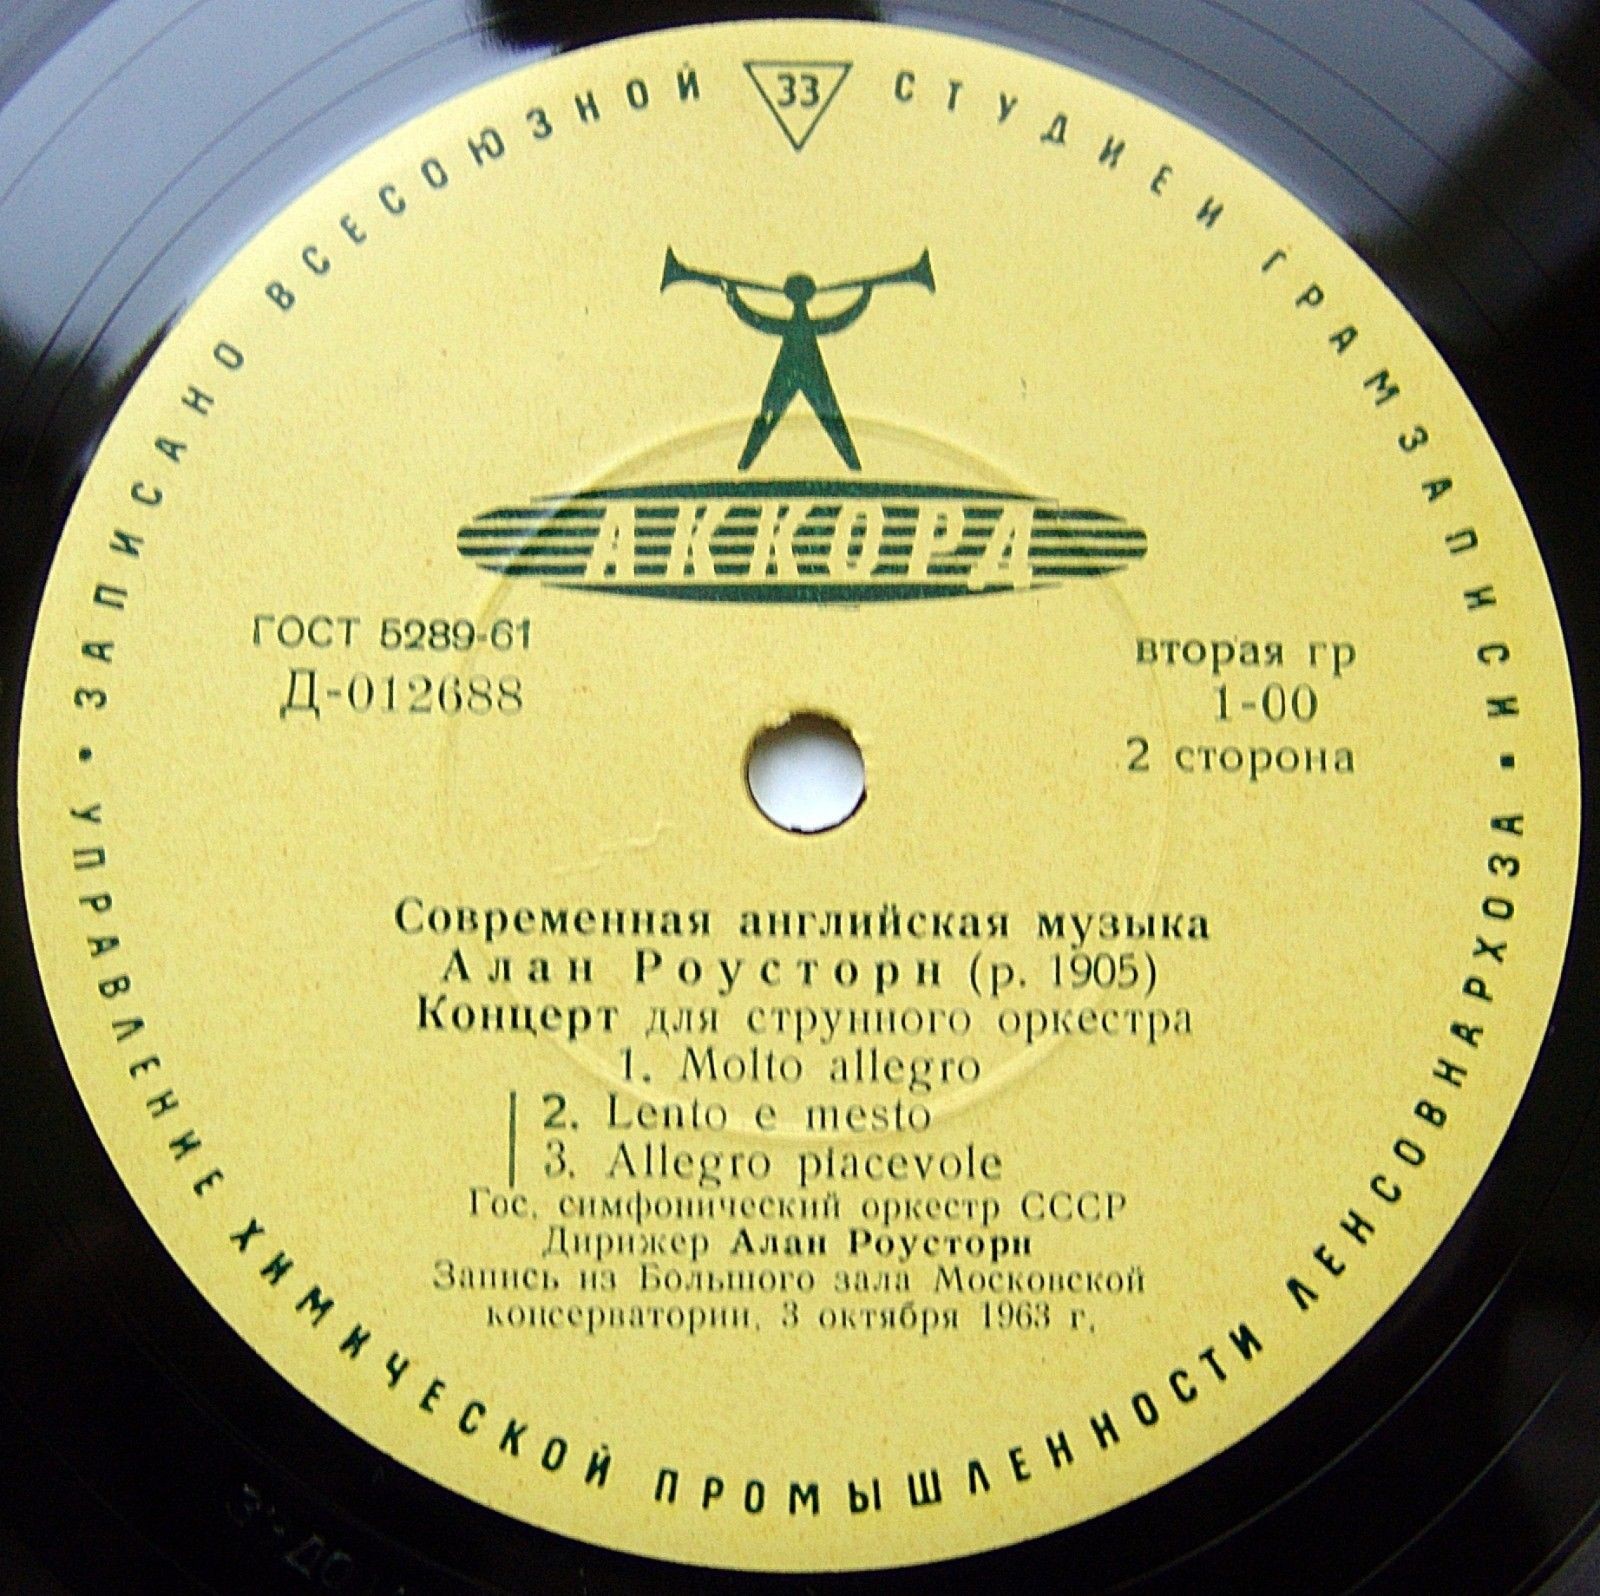 ЗАПИСАНО ВСЕСОЮЗНОЙ СТУДИЕЙ ГРАМЗАПИСИ •
33
АККОРД
ГОСТ 5289-61
Д-012688
вторая гр
1-00
2 сторона
Современная английская музыка
Алан Роусторн (р. 1905)
Концерт для струнного оркестра
1. Molto allegro
2. Lento e mesto
3. Allegro piacevole
Гос. симфонический оркестр СССР
Дирижер Алан Роусторн
Запись из Большого зала Московской
консерватории, 3 октября 1963 г.
УПРАВЛЕНИЕ ХИМИЧЕСКОЙ ПРОМЫШЛЕННОСТИ ЛЕНСОВНАРХОЗА •